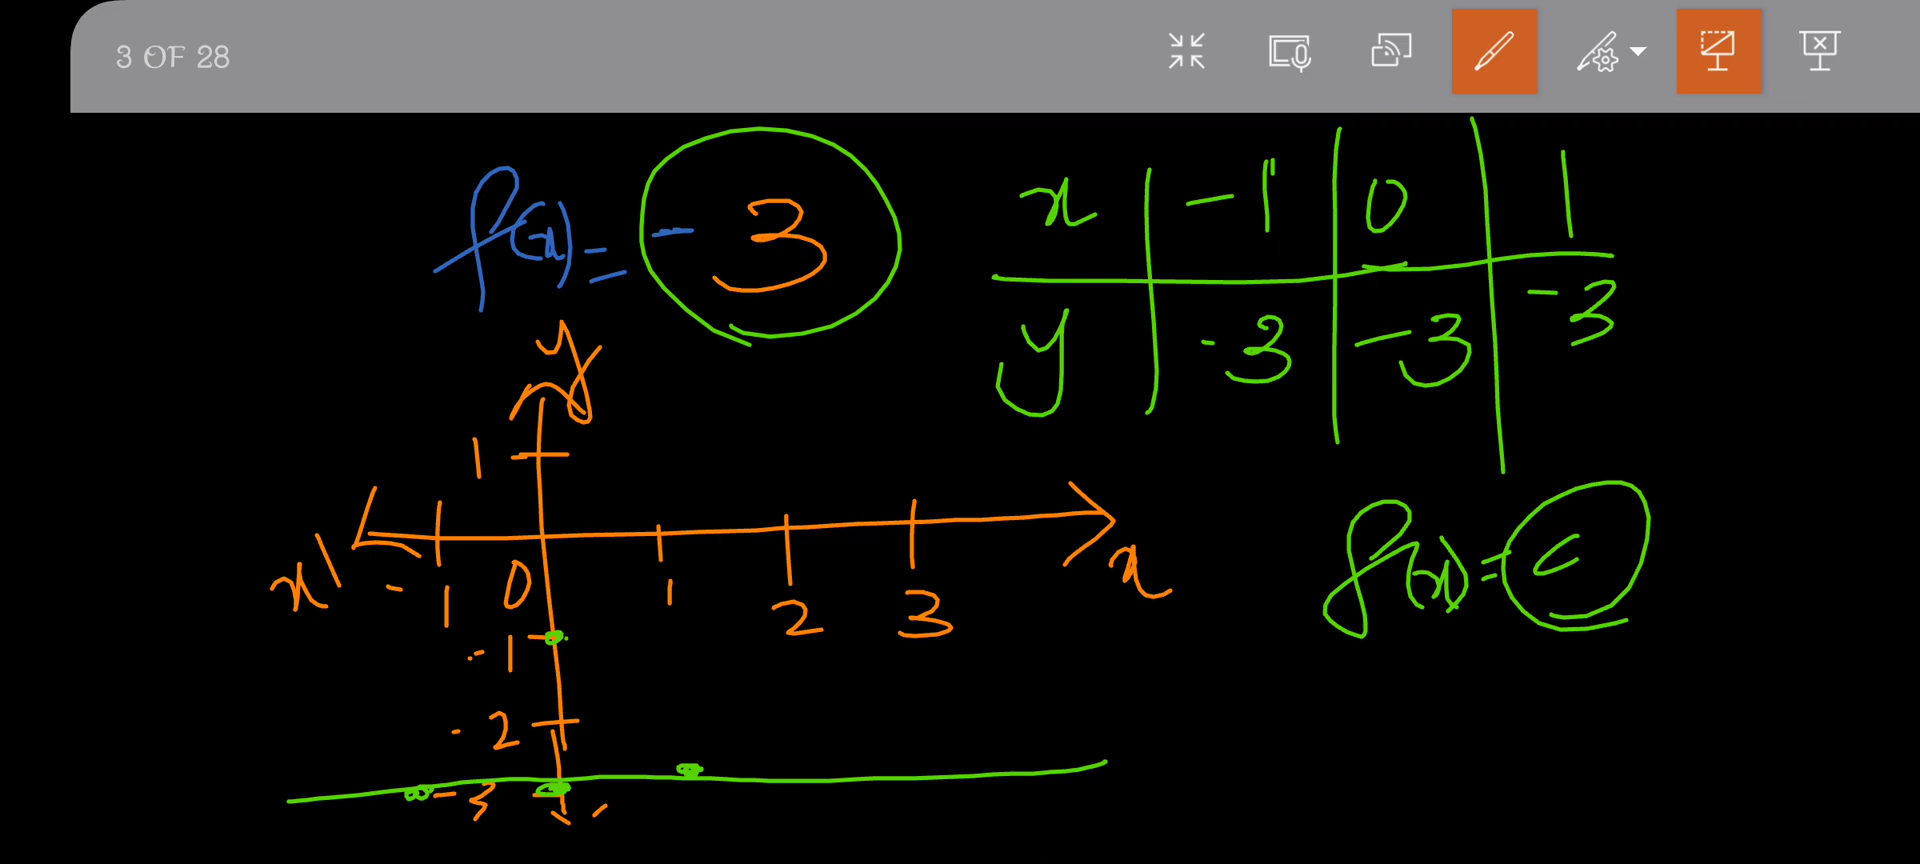 3 OF 28
f(x) = - 3
x | -1 | 0 | 1
y | -3 | -3 | -3
y
1
x' -1 0 1 2 3 x
-1
-2
-3
f(x) = c